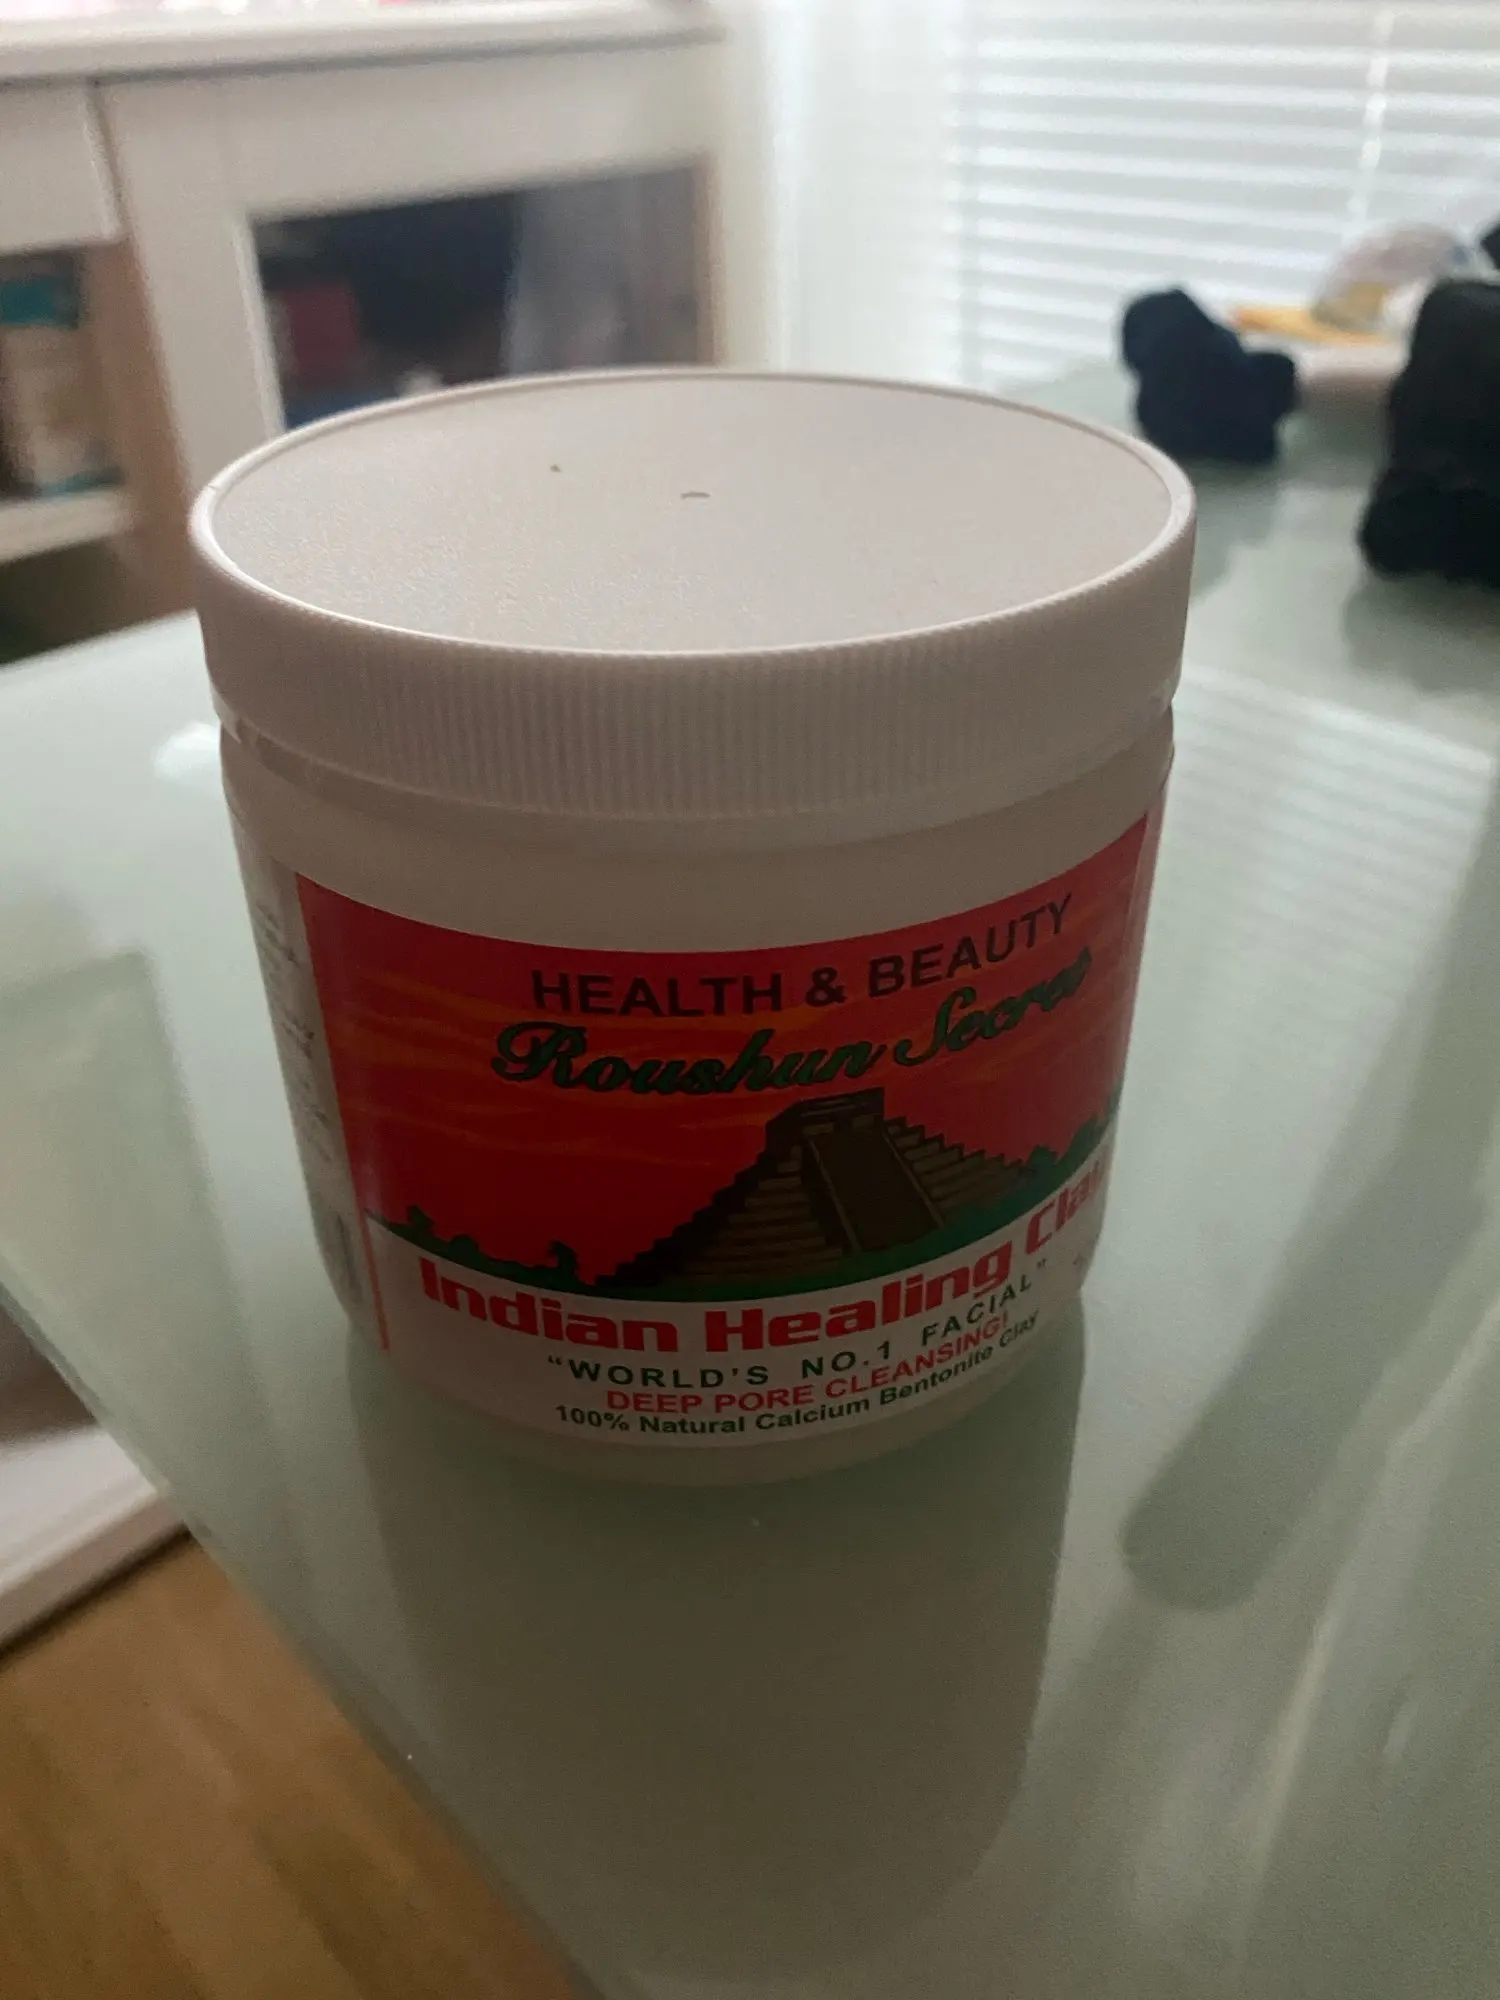 HEALTH & BEAUTY
Roushun Secret
Indian Healing Clay
"WORLD'S NO.1 FACIAL"
DEEP PORE CLEANSING!
100% Natural Calcium Bentonite Clay